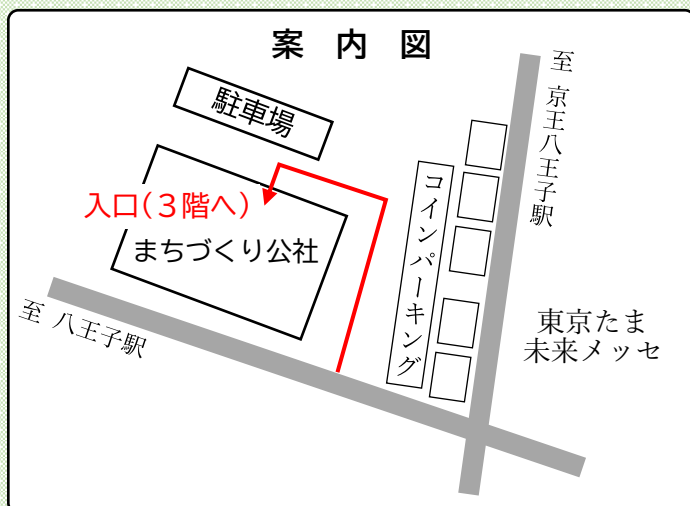 案 内 図
至 京王八王子駅
駐車場
コインパーキング
入口(３階へ)
まちづくり公社
至 八王子駅
東京たま
未来メッセ